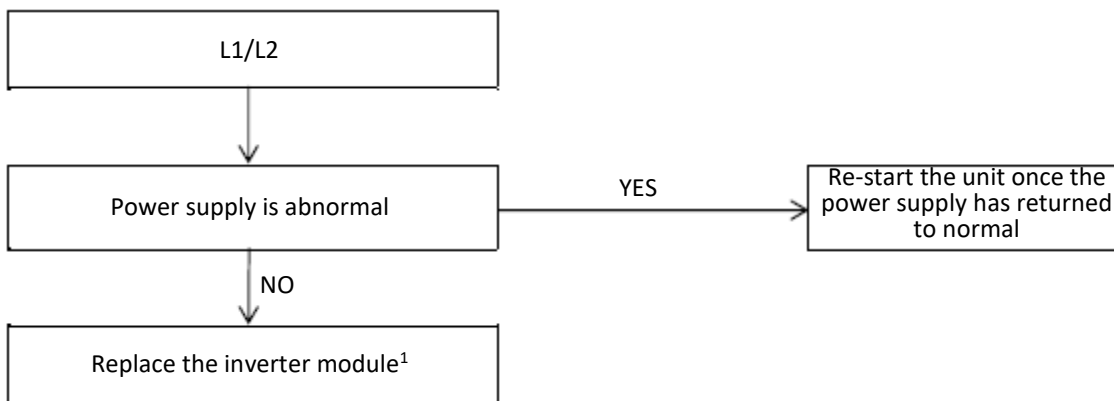 L1/L2
Power supply is abnormal
YES
Re-start the unit once the
power supply has returned
to normal
NO
Replace the inverter module¹